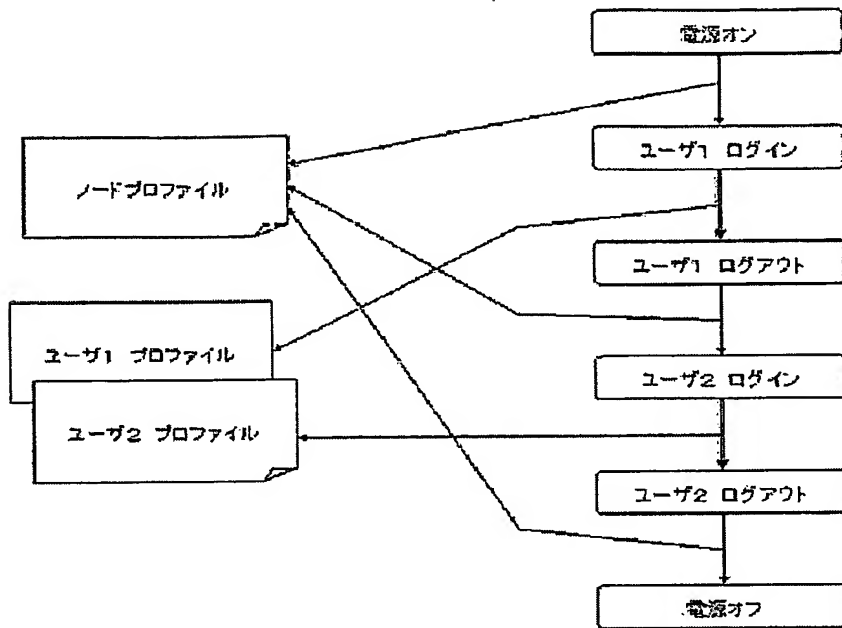 電源オン
ユーザ1 ログイン
ノードプロファイル
ユーザ1 ログアウト
ユーザ1 プロファイル
ユーザ2 ログイン
ユーザ2 プロファイル
ユーザ2 ログアウト
電源オフ